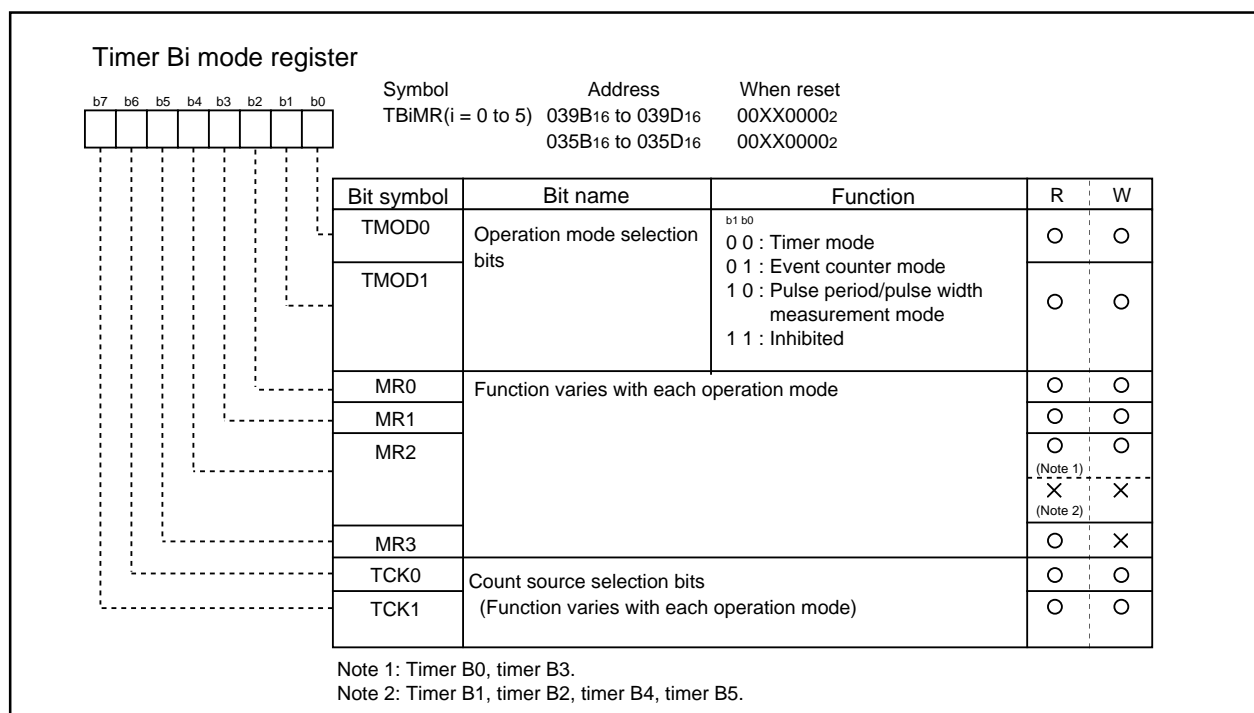 Timer Bi mode register
Symbol Address When reset
b7 b6 b5 b4 b3 b2 b1 b0
TBiMR(i = 0 to 5) 039B16 to 039D16 00XX00002
035B16 to 035D16 00XX00002
Bit symbol Bit name Function R W
TMOD0 Operation mode selection bits
b1 b0
0 0 : Timer mode
0 1 : Event counter mode
TMOD1
1 0 : Pulse period/pulse width
measurement mode
1 1 : Inhibited
MR0 Function varies with each operation mode
MR1
MR2
(Note 1)
(Note 2)
MR3
TCK0 Count source selection bits
TCK1 (Function varies with each operation mode)
Note 1: Timer B0, timer B3.
Note 2: Timer B1, timer B2, timer B4, timer B5.